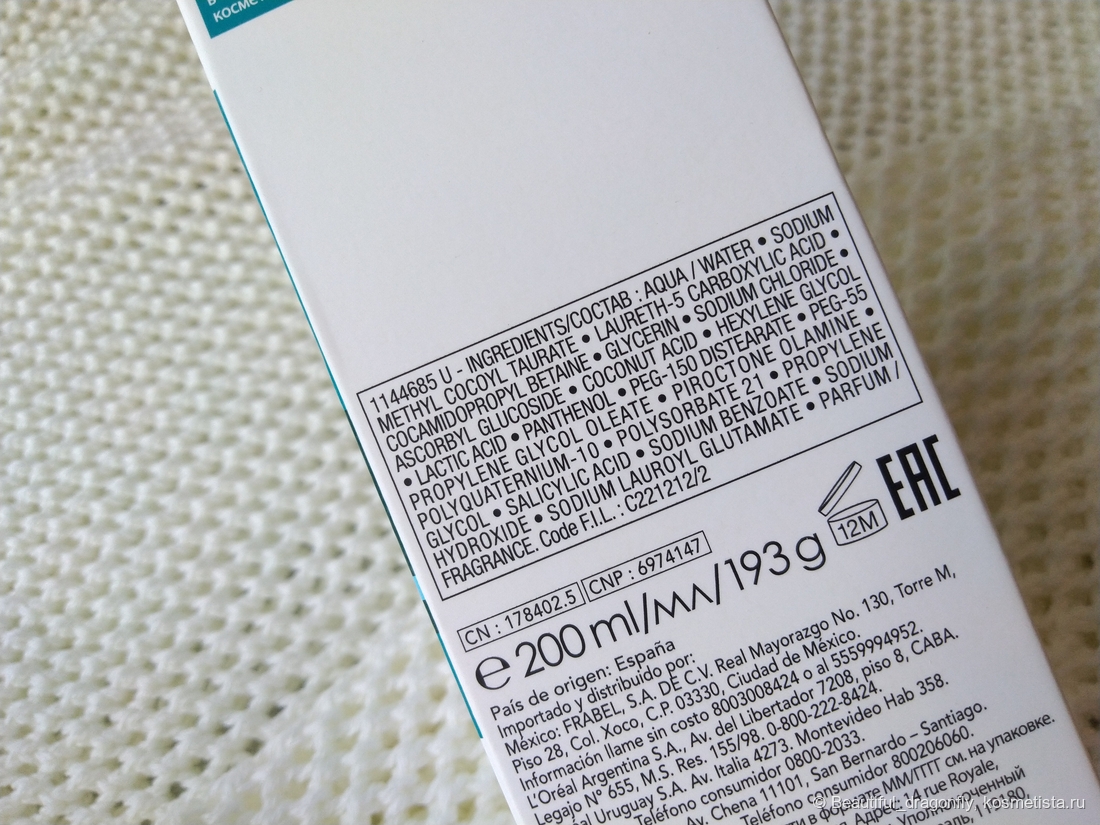 КОСМЕ
1144685 U - INGREDIENTS/COCTAB : AQUA / WATER • SODIUM
METHYL COCOYL TAURATE • LAURETH-5 CARBOXYLIC ACID •
COCAMIDOPROPYL BETAINE • GLYCERIN • SODIUM CHLORIDE •
ASCORBYL GLUCOSIDE • COCONUT ACID • HEXYLENE GLYCOL
• LACTIC ACID • PANTHENOL • PEG-150 DISTEARATE • PEG-55
PROPYLENE GLYCOL OLEATE • PIROCTONE OLAMINE •
POLYQUATERNIUM-10 • POLYSORBATE 21 • PROPYLENE
GLYCOL • SALICYLIC ACID • SODIUM BENZOATE • SODIUM
HYDROXIDE • SODIUM LAUROYL GLUTAMATE • PARFUM /
FRAGRANCE. Code F.I.L. : C221212/2
12M
EAC
CN : 178402.5 CNP : 6974147
e 200 ml/мл/193 g
País de origen: España
Importado y distribuido por:
México: FRABEL, S.A. DE C.V. Real Mayorazgo No. 130, Torre M,
Piso 28, Col. Xoco, C.P. 03330, Ciudad de México.
Información llame sin costo 8003008424 o al 5559994952.
L'Oréal Argentina S.A., Av. del Libertador 7208, piso 8, CABA.
Legajo N° 655, M.S. Res. 155/98. 0-800-222-8424.
Uruguay S.A. Av. Italia 4273. Montevideo Hab 358.
Teléfono consumidor 0800-2033.
Av. Chena 11101, San Bernardo – Santiago.
Teléfono consumidor 800206060.
в формате ММ/ГГГГ см. на упаковке.
Адрес: 14 rue Royale,
© Beautiful_dragonfly, kosmetista.ru